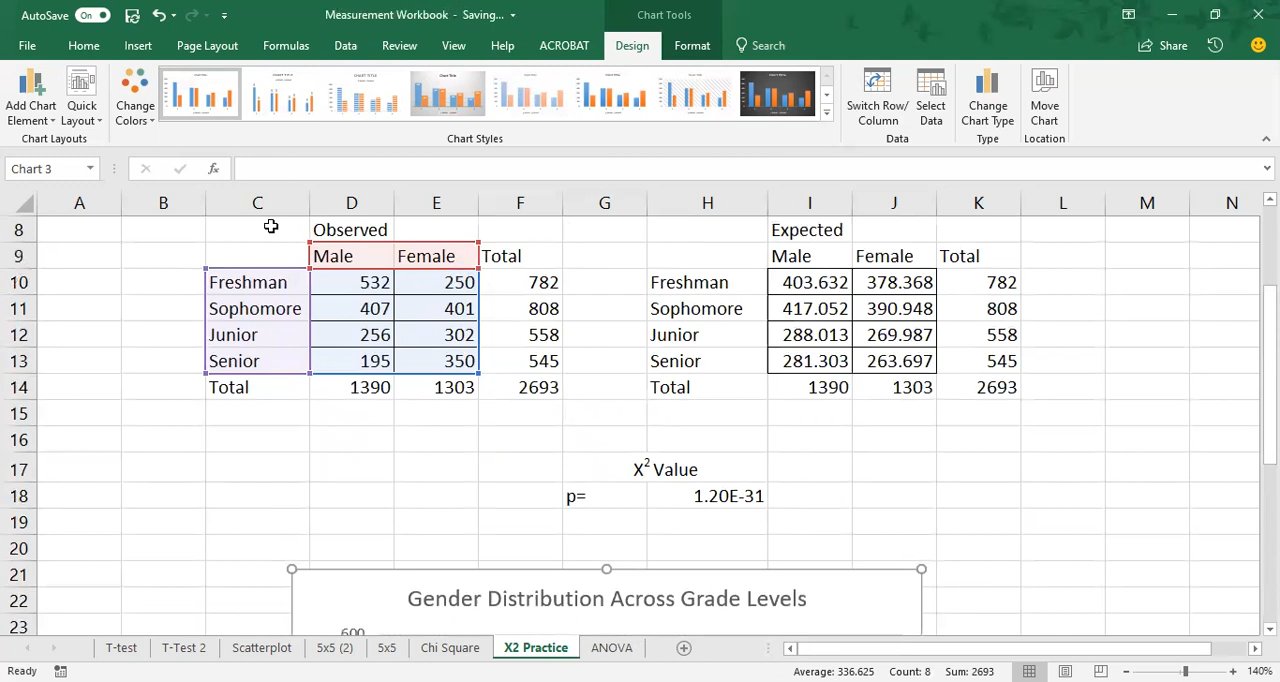 AutoSave On Measurement Workbook - Saving... Chart Tools
File Home Insert Page Layout Formulas Data Review View Help ACROBAT Design Format Search Share
Add Chart Element Quick Layout Change Colors Switch Row/ Column Select Data Change Chart Type Move Chart
Chart Layouts Chart Styles Data Type Location
Chart 3 fx
A B C D E F G H I J K L M N
8 Observed Expected
9 Male Female Total Male Female Total
10 Freshman 532 250 782 Freshman 403.632 378.368 782
11 Sophomore 407 401 808 Sophomore 417.052 390.948 808
12 Junior 256 302 558 Junior 288.013 269.987 558
13 Senior 195 350 545 Senior 281.303 263.697 545
14 Total 1390 1303 2693 Total 1390 1303 2693
15
16
17 X2 Value
18 p= 1.20E-31
19
20
21
22 Gender Distribution Across Grade Levels
23 600
T-test T-Test 2 Scatterplot 5x5 (2) 5x5 Chi Square X2 Practice ANOVA
Ready Average: 336.625 Count: 8 Sum: 2693 140%